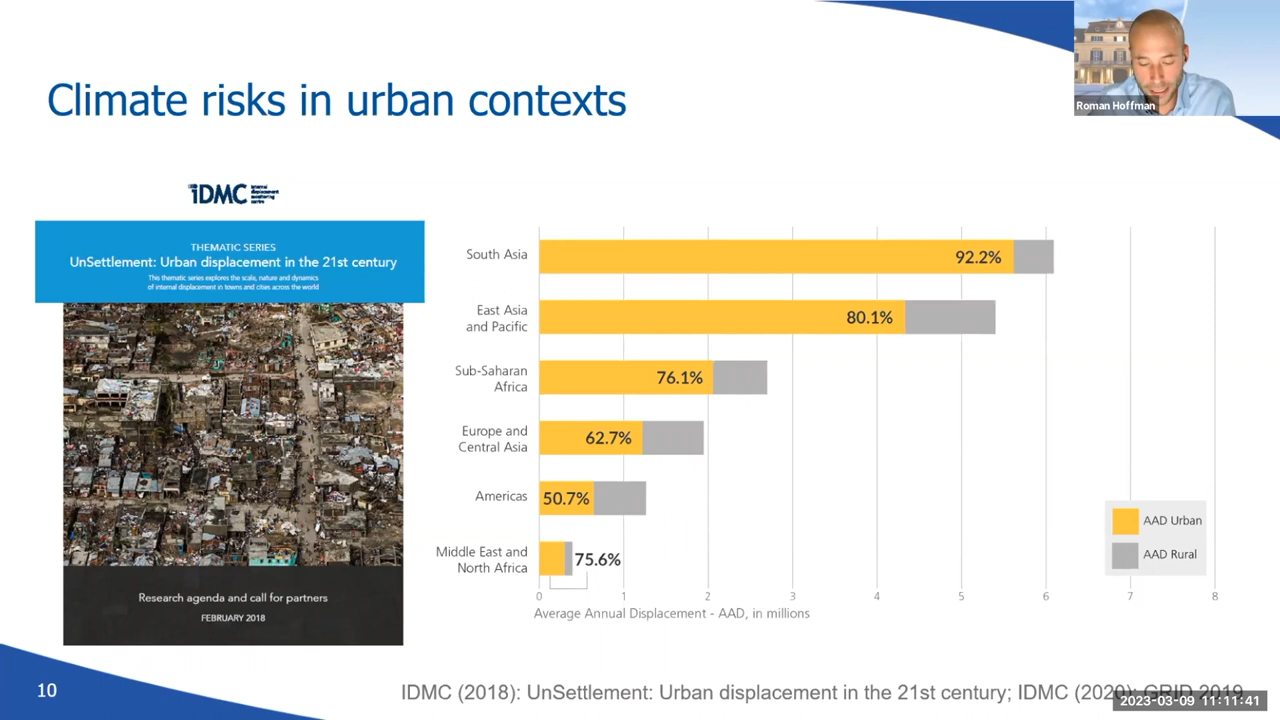 Climate risks in urban contexts
Roman Hoffman
iDMC
internal
displacement
monitoring
centre
THEMATIC SERIES
UnSettlement: Urban displacement in the 21st century
This thematic series explores the scale, nature and dynamics
of internal displacement in towns and cities across the world
Research agenda and call for partners
FEBRUARY 2018
South Asia
92.2%
East Asia
and Pacific
80.1%
Sub-Saharan
Africa
76.1%
Europe and
Central Asia
62.7%
Americas
50.7%
Middle East and
North Africa
75.6%
AAD Urban
AAD Rural
0 1 2 3 4 5 6 7 8
Average Annual Displacement - AAD, in millions
10
IDMC (2018): UnSettlement: Urban displacement in the 21st century; IDMC (2020): GRID 2019
2023-03-09 11:11:41